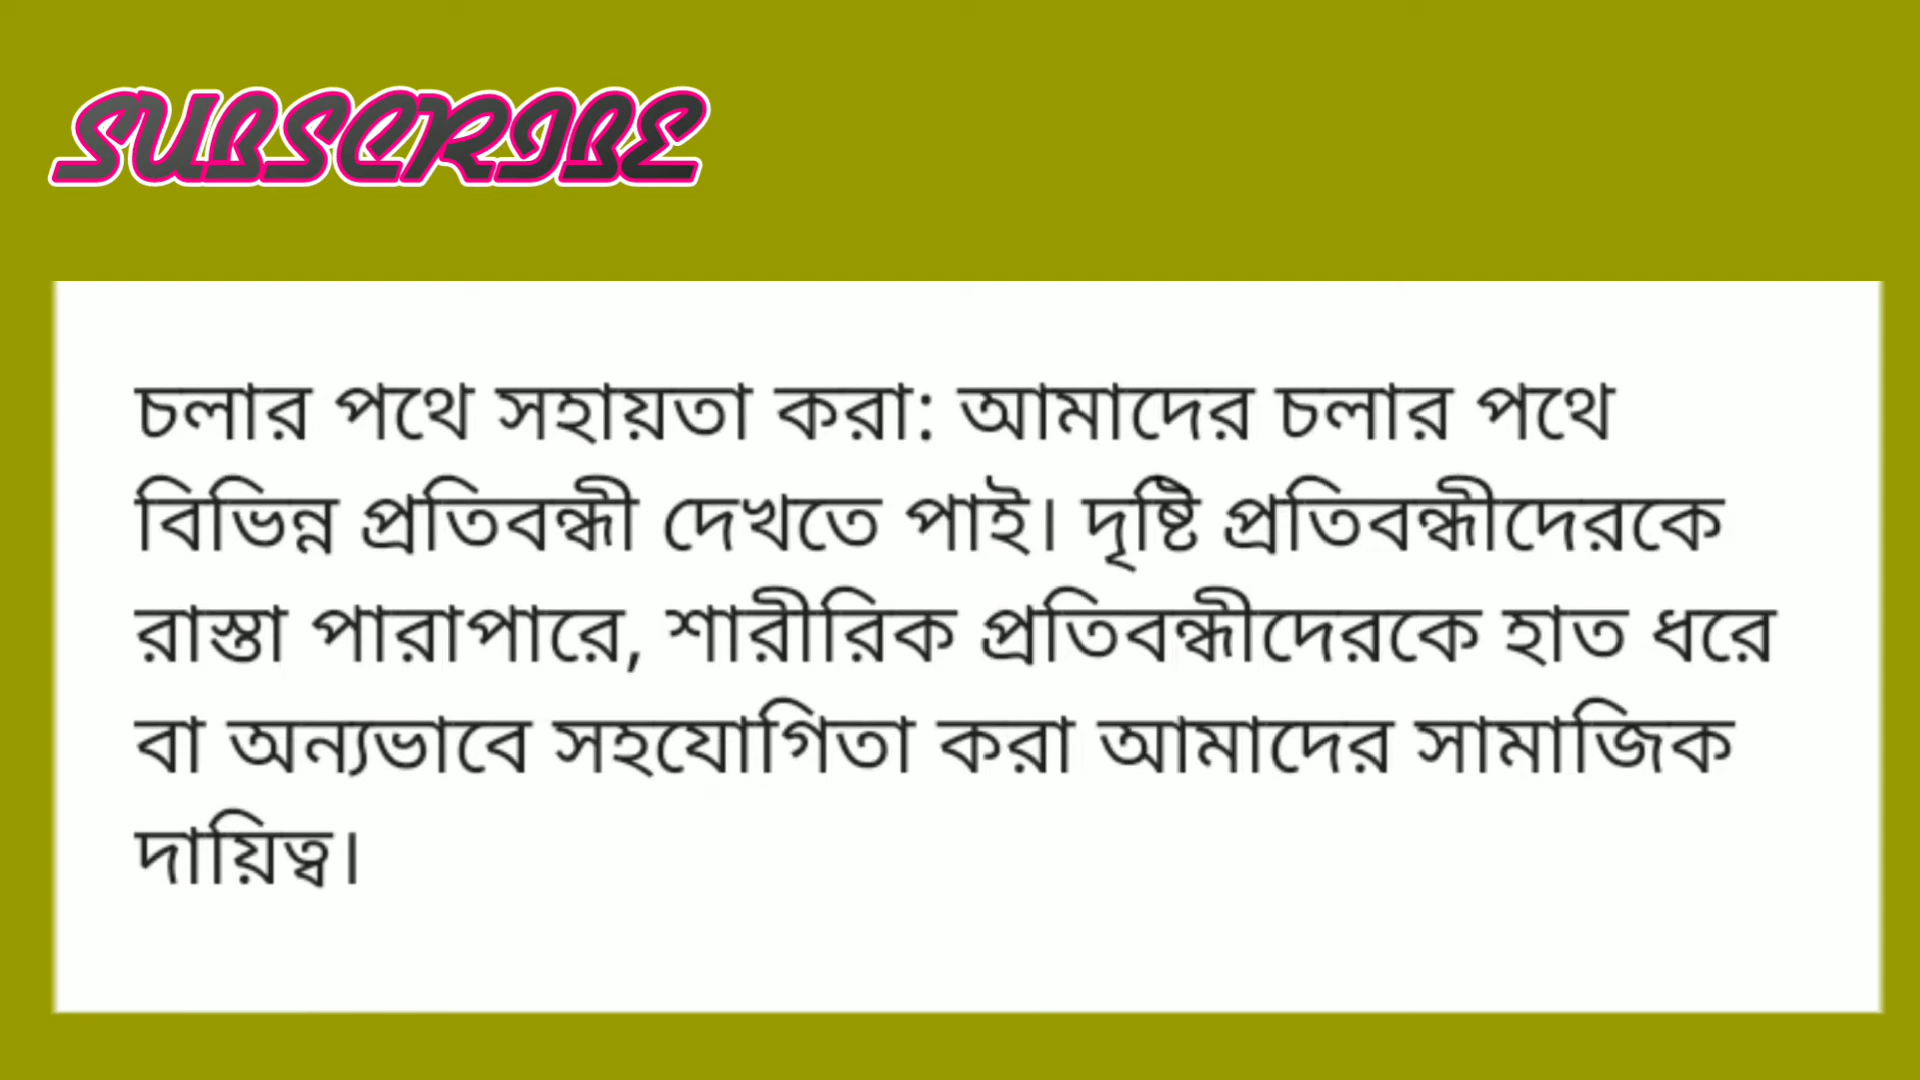 SUBSCRIBE
চলার পথে সহায়তা করা: আমাদের চলার পথে
বিভিন্ন প্রতিবন্ধী দেখতে পাই। দৃষ্টি প্রতিবন্ধীদেরকে
রাস্তা পারাপারে, শারীরিক প্রতিবন্ধীদেরকে হাত ধরে
বা অন্যভাবে সহযোগিতা করা আমাদের সামাজিক
দায়িত্ব।